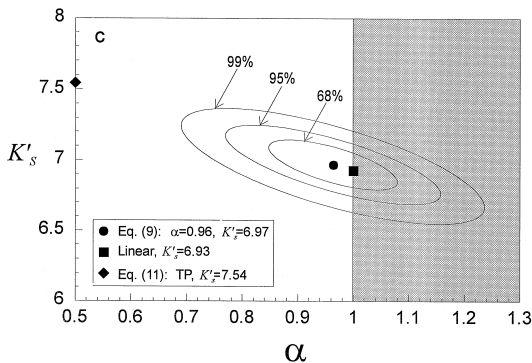 C
8
7.5
7
6.5
6
K's
99%
95%
68%
● Eq. (9): α=0.96, K's=6.97
■ Linear, K's=6.93
◆ Eq. (11): TP, K's=7.54
0.5 0.6 0.7 0.8 0.9 1 1.1 1.2 1.3
α